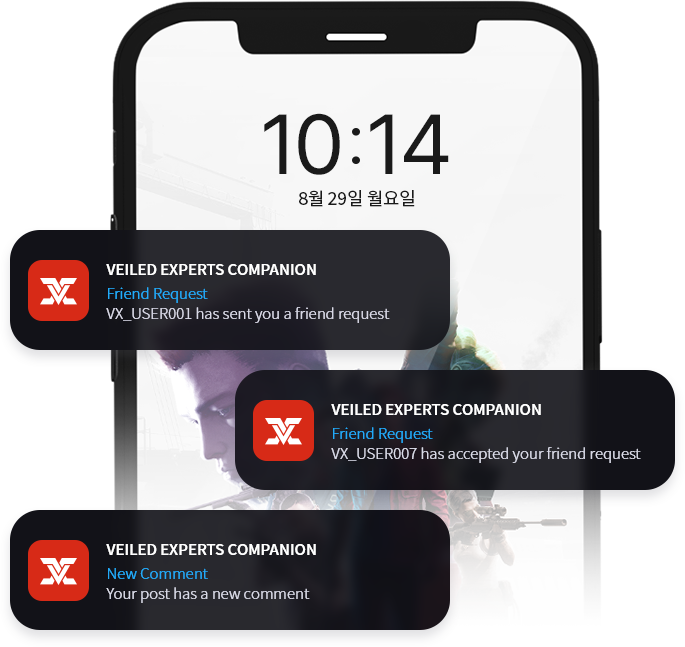 10:14
8월 29일 월요일
VEILED EXPERTS COMPANION
Friend Request
VX_USER001 has sent you a friend request
VEILED EXPERTS COMPANION
Friend Request
VX_USER007 has accepted your friend request
VEILED EXPERTS COMPANION
New Comment
Your post has a new comment